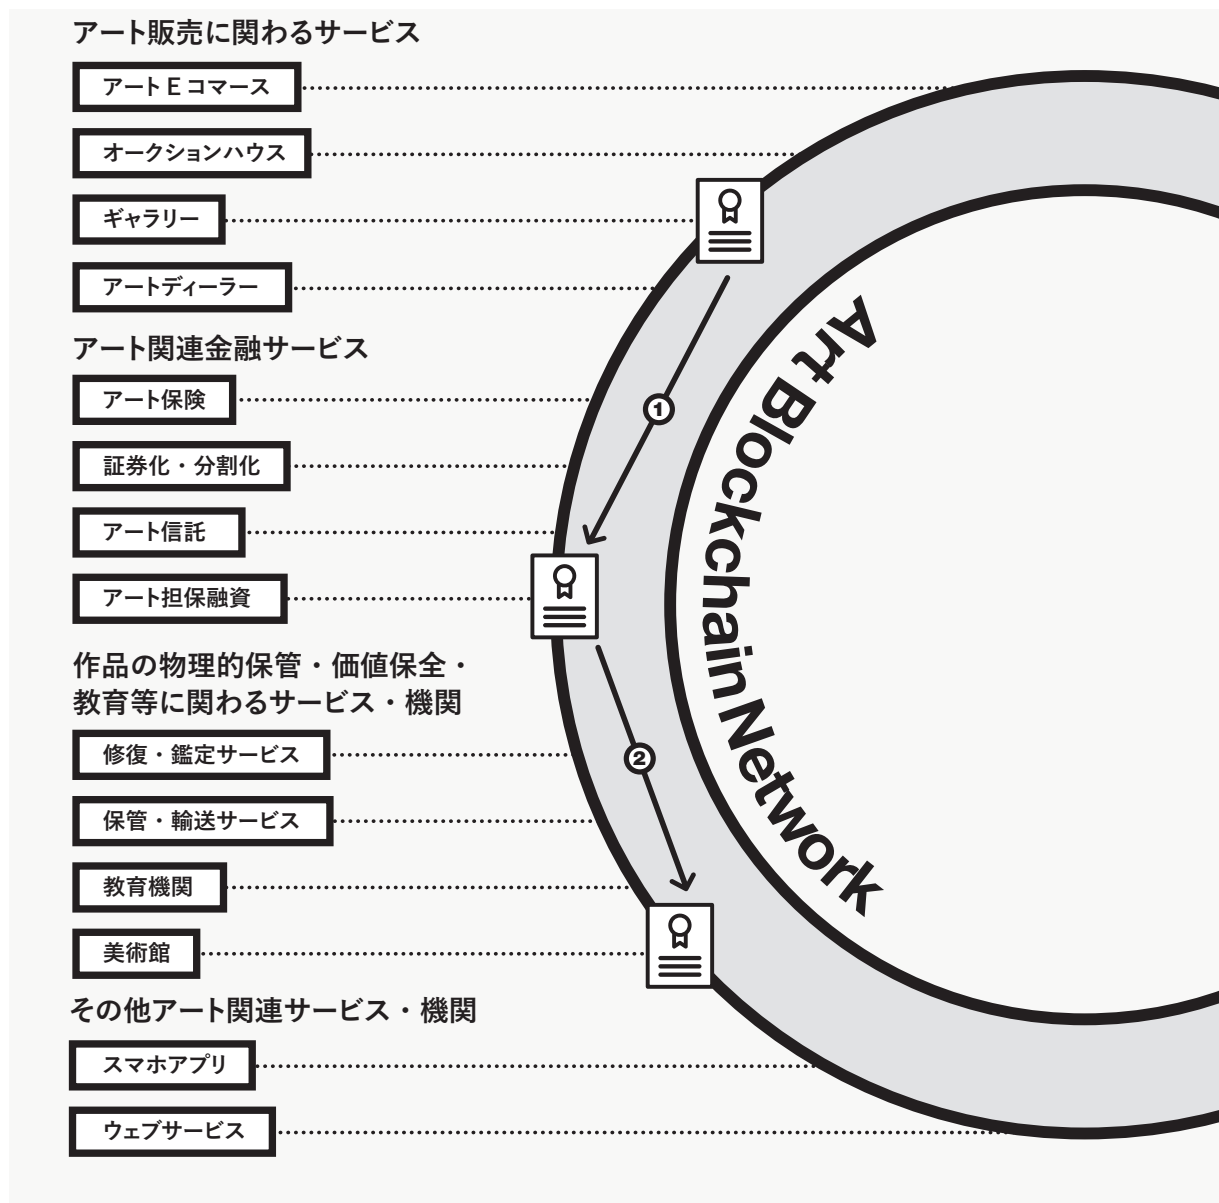 アート販売に関わるサービス
アート E コマース
オークションハウス
ギャラリー
アートディーラー
アート関連金融サービス
アート保険
証券化・分割化
アート信託
アート担保融資
作品の物理的保管・価値保全・
教育等に関わるサービス・機関
修復・鑑定サービス
保管・輸送サービス
教育機関
美術館
その他アート関連サービス・機関
スマホアプリ
ウェブサービス
1
2
Art Blockchain Network